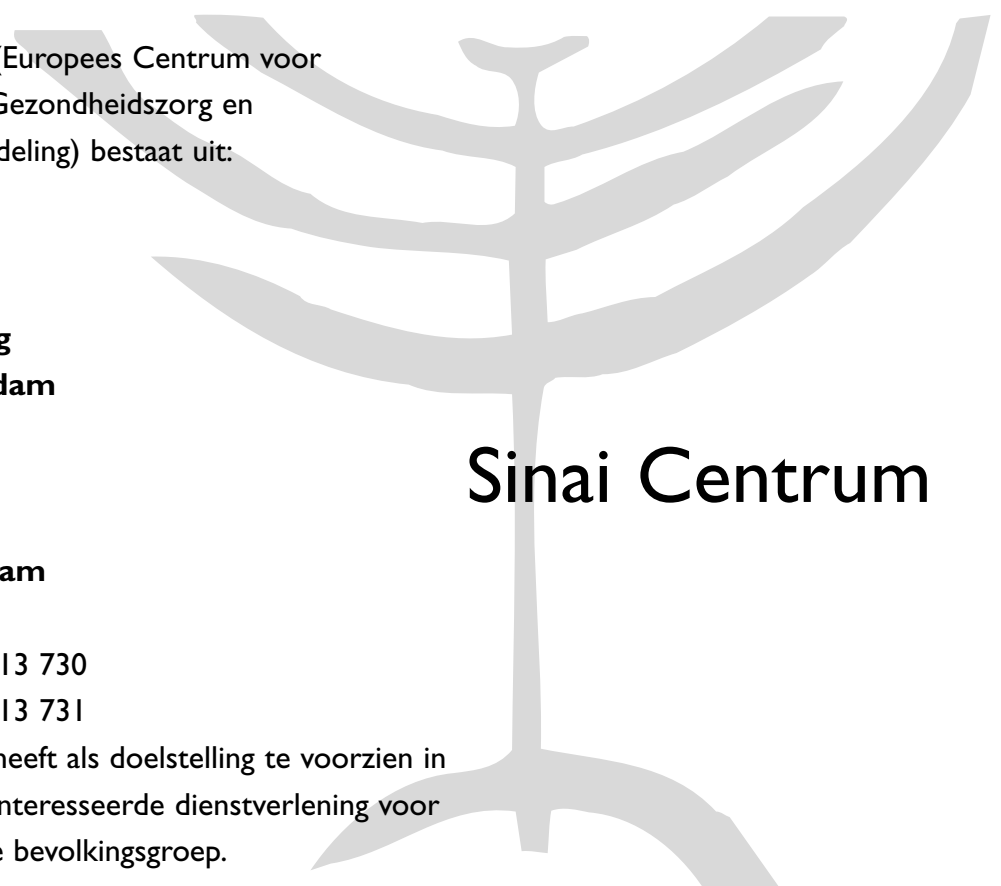 (Europees Centrum voor
Gezondheidszorg en
deling) bestaat uit:
g
dam
Sinai Centrum
am
13 730
13 731
heeft als doelstelling te voorzien in
nteresseerde dienstverlening voor
e bevolkingsgroep.